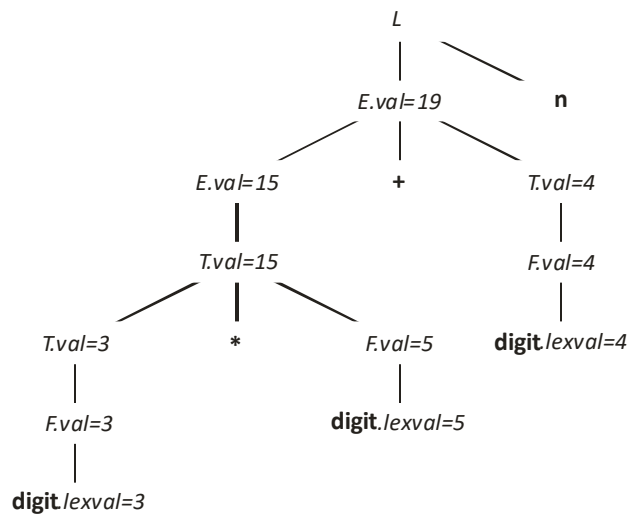 L
E.val=19 n
E.val=15 + T.val=4
T.val=15 F.val=4
T.val=3 * F.val=5 digit.lexval=4
F.val=3 digit.lexval=5
digit.lexval=3